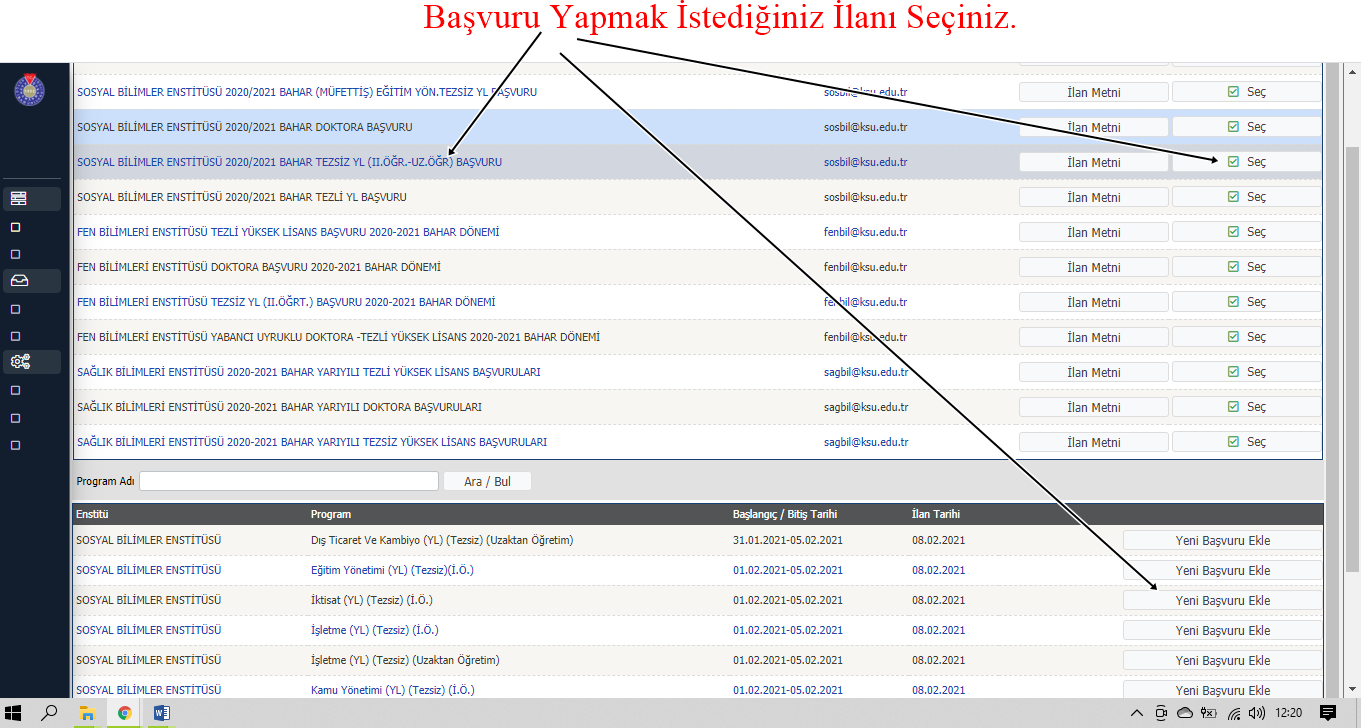 Başvuru Yapmak İstediğiniz İlanı Seçiniz.
SOSYAL BİLİMLER ENSTİTÜSÜ 2020/2021 BAHAR (MÜFETTİŞ) EĞİTİM YÖN.TEZSİZ YL BAŞVURU sosbil@ksu.edu.tr İlan Metni Seç
SOSYAL BİLİMLER ENSTİTÜSÜ 2020/2021 BAHAR DOKTORA BAŞVURU sosbil@ksu.edu.tr İlan Metni Seç
SOSYAL BİLİMLER ENSTİTÜSÜ 2020/2021 BAHAR TEZSİZ YL (II.ÖĞR.-UZ.ÖĞR) BAŞVURU sosbil@ksu.edu.tr İlan Metni Seç
SOSYAL BİLİMLER ENSTİTÜSÜ 2020/2021 BAHAR TEZLİ YL BAŞVURU sosbil@ksu.edu.tr İlan Metni Seç
FEN BİLİMLERİ ENSTİTÜSÜ TEZLİ YÜKSEK LİSANS BAŞVURU 2020-2021 BAHAR DÖNEMİ fenbil@ksu.edu.tr İlan Metni Seç
FEN BİLİMLERİ ENSTİTÜSÜ DOKTORA BAŞVURU 2020-2021 BAHAR DÖNEMİ fenbil@ksu.edu.tr İlan Metni Seç
FEN BİLİMLERİ ENSTİTÜSÜ TEZSİZ YL (II.ÖĞRT.) BAŞVURU 2020-2021 BAHAR DÖNEMİ fenbil@ksu.edu.tr İlan Metni Seç
FEN BİLİMLERİ ENSTİTÜSÜ YABANCI UYRUKLU DOKTORA -TEZLİ YÜKSEK LİSANS 2020-2021 BAHAR DÖNEMİ fenbil@ksu.edu.tr İlan Metni Seç
SAĞLIK BİLİMLERİ ENSTİTÜSÜ 2020-2021 BAHAR YARIYILI TEZLİ YÜKSEK LİSANS BAŞVURULARI sagbil@ksu.edu.tr İlan Metni Seç
SAĞLIK BİLİMLERİ ENSTİTÜSÜ 2020-2021 BAHAR YARIYILI DOKTORA BAŞVURULARI sagbil@ksu.edu.tr İlan Metni Seç
SAĞLIK BİLİMLERİ ENSTİTÜSÜ 2020-2021 BAHAR YARIYILI TEZSİZ YÜKSEK LİSANS BAŞVURULARI sagbil@ksu.edu.tr İlan Metni Seç
Program Adı Ara / Bul
Enstitü Program Başlangıç / Bitiş Tarihi İlan Tarihi
SOSYAL BİLİMLER ENSTİTÜSÜ Dış Ticaret Ve Kambiyo (YL) (Tezsiz) (Uzaktan Öğretim) 31.01.2021-05.02.2021 08.02.2021 Yeni Başvuru Ekle
SOSYAL BİLİMLER ENSTİTÜSÜ Eğitim Yönetimi (YL) (Tezsiz)(İ.Ö.) 01.02.2021-05.02.2021 08.02.2021 Yeni Başvuru Ekle
SOSYAL BİLİMLER ENSTİTÜSÜ İktisat (YL) (Tezsiz) (İ.Ö.) 01.02.2021-05.02.2021 08.02.2021 Yeni Başvuru Ekle
SOSYAL BİLİMLER ENSTİTÜSÜ İşletme (YL) (Tezsiz) (İ.Ö.) 01.02.2021-05.02.2021 08.02.2021 Yeni Başvuru Ekle
SOSYAL BİLİMLER ENSTİTÜSÜ İşletme (YL) (Tezsiz) (Uzaktan Öğretim) 01.02.2021-05.02.2021 08.02.2021 Yeni Başvuru Ekle
SOSYAL BİLİMLER ENSTİTÜSÜ Kamu Yönetimi (YL) (Tezsiz) (İ.Ö.) 01.02.2021-05.02.2021 08.02.2021 Yeni Başvuru Ekle
12:20